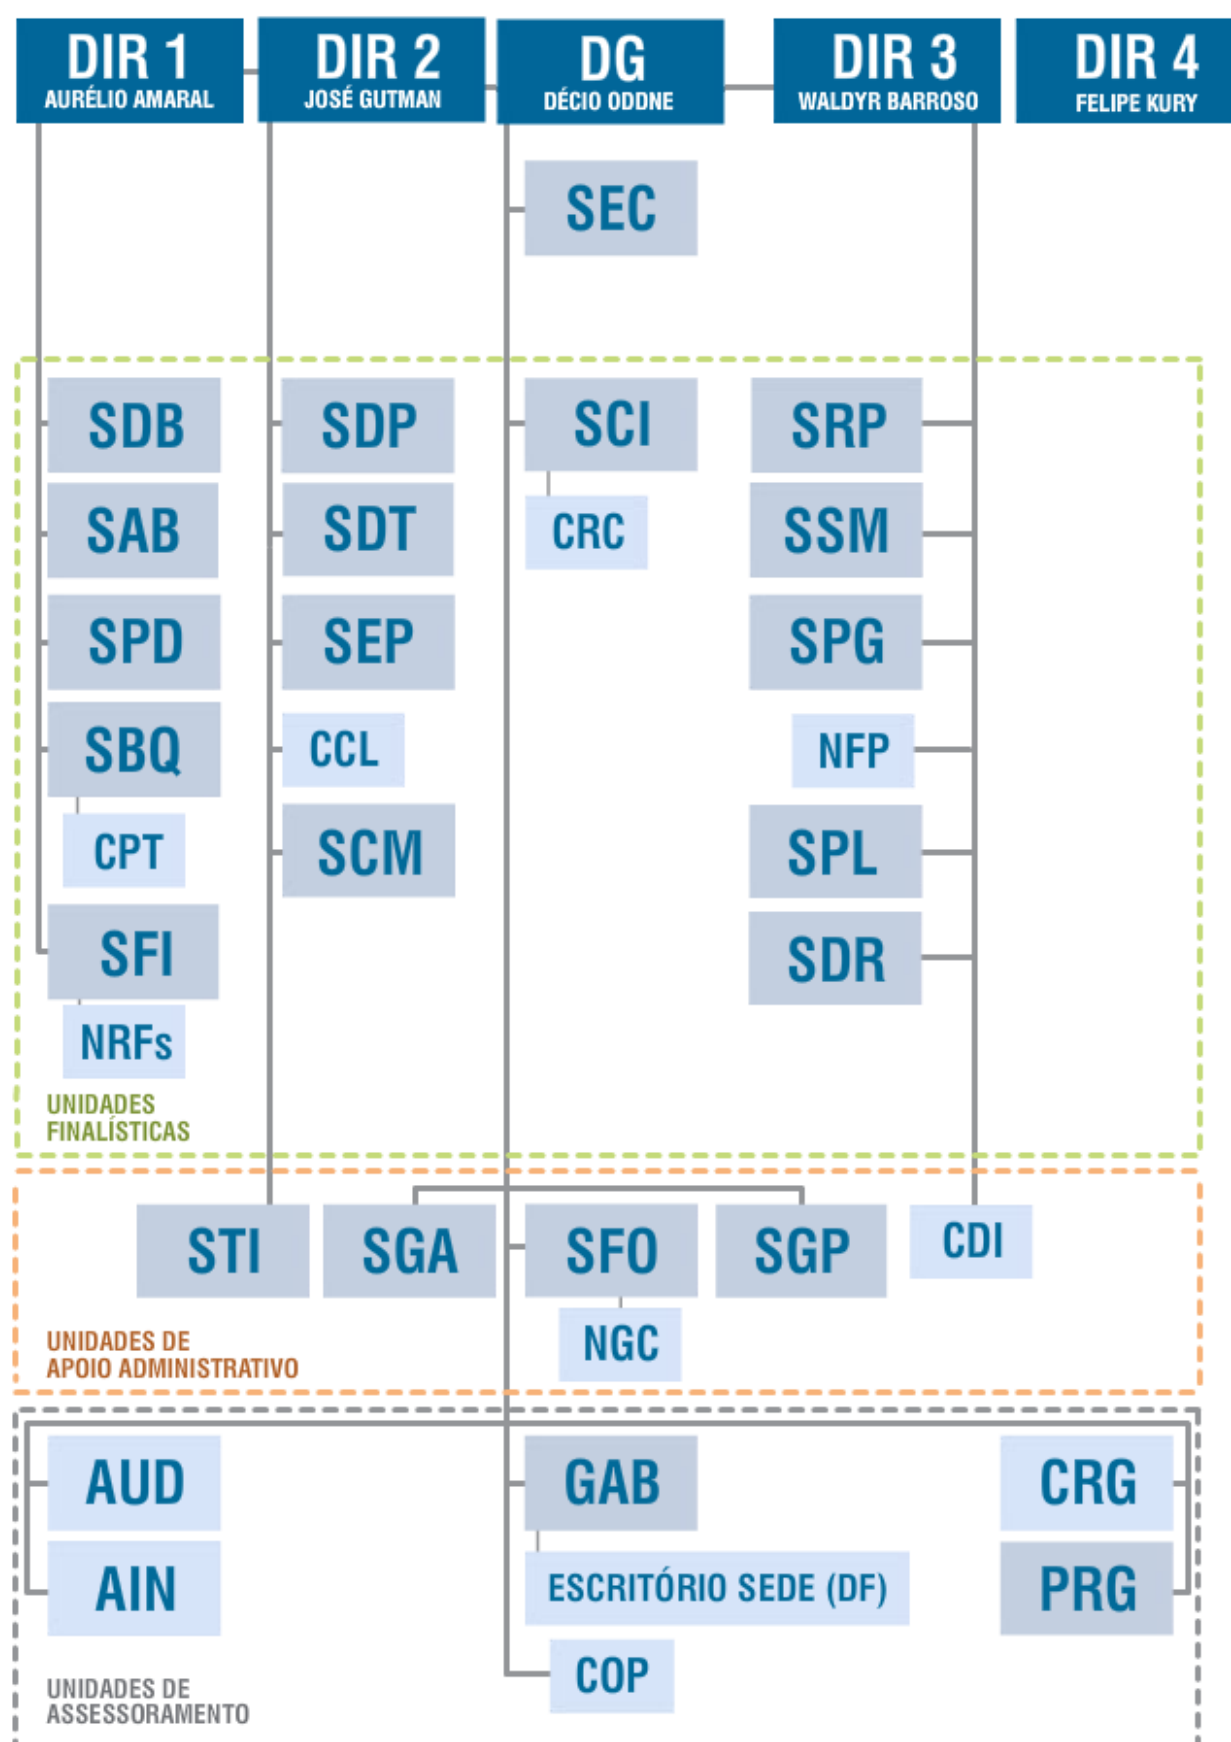 DIR 1
AURÉLIO AMARAL
DIR 2
JOSÉ GUTMAN
DG
DÉCIO ODDNE
DIR 3
WALDYR BARROSO
DIR 4
FELIPE KURY
SEC
SDB
SDP
SCI
SRP
SAB
SDT
CRC
SSM
SPD
SEP
SPG
SBQ
CCL
NFP
CPT
SCM
SPL
SFI
SDR
NRFs
UNIDADES
FINALÍSTICAS
STI
SGA
SFO
SGP
CDI
NGC
UNIDADES DE
APOIO ADMINISTRATIVO
AUD
GAB
CRG
AIN
ESCRITÓRIO SEDE (DF)
PRG
COP
UNIDADES DE
ASSESSORAMENTO